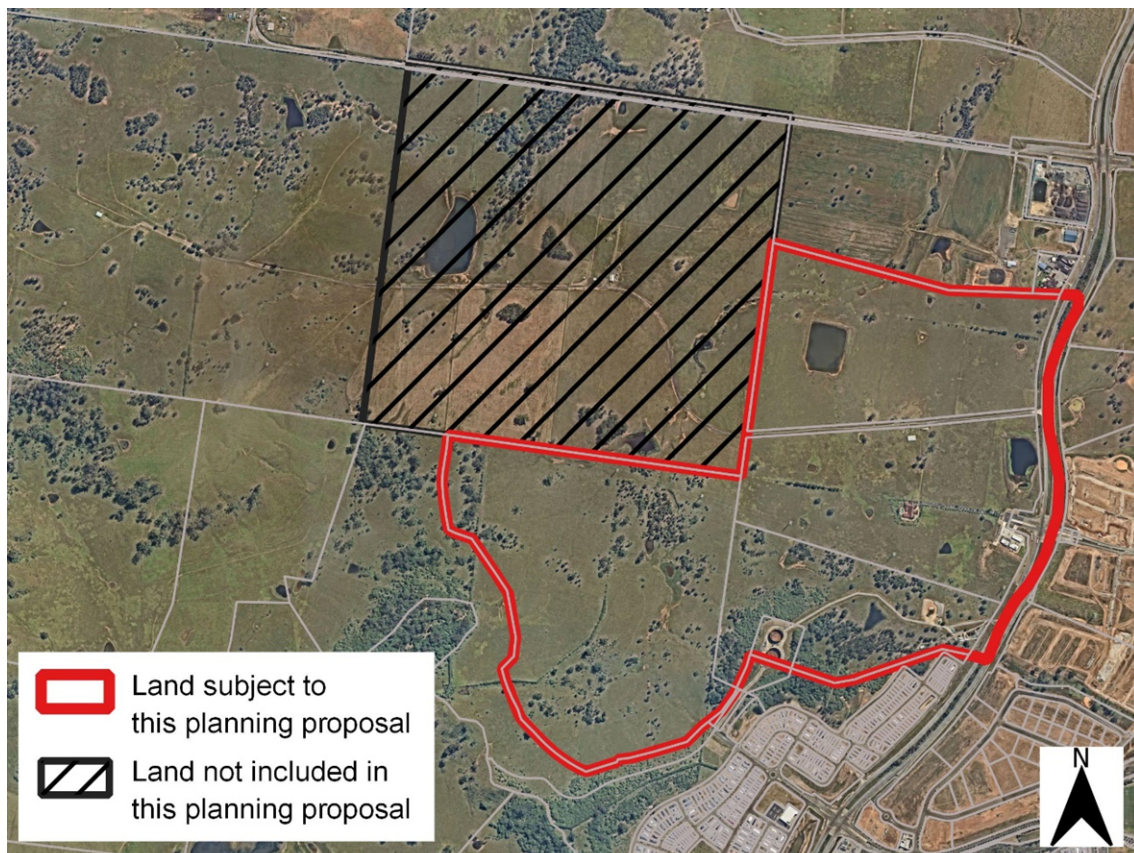 Land subject to
this planning proposal
Land not included in
this planning proposal
N